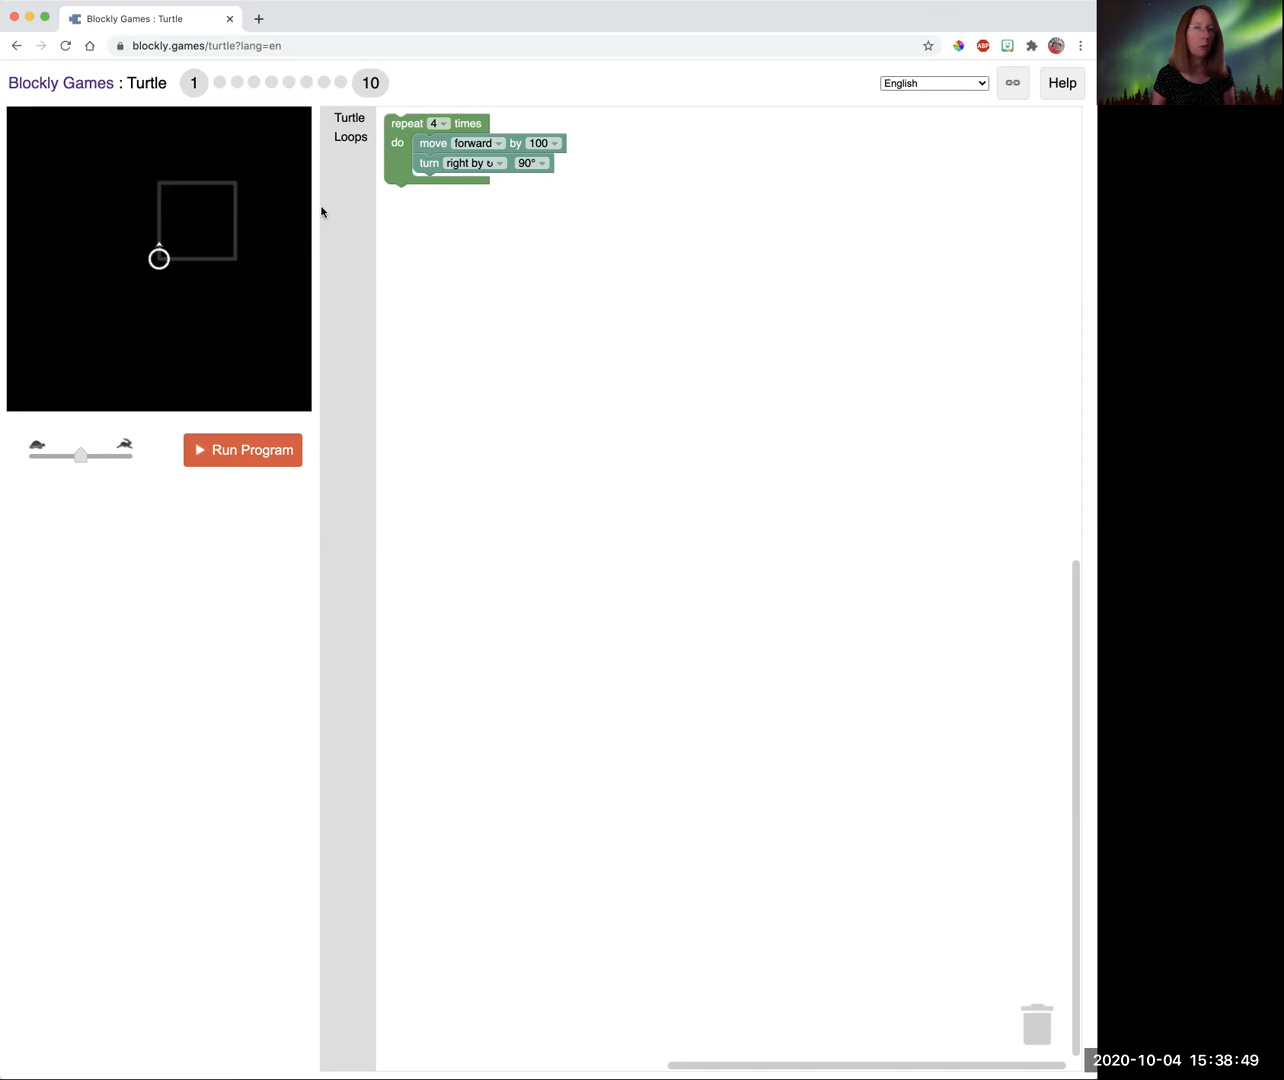 Blockly Games : Turtle
blockly.games/turtle?lang=en
ABP
Blockly Games : Turtle 1 10 English Help
Turtle
Loops
repeat 4 times
do move forward by 100
turn right by ↻ 90°
Run Program
2020-10-04 15:38:49